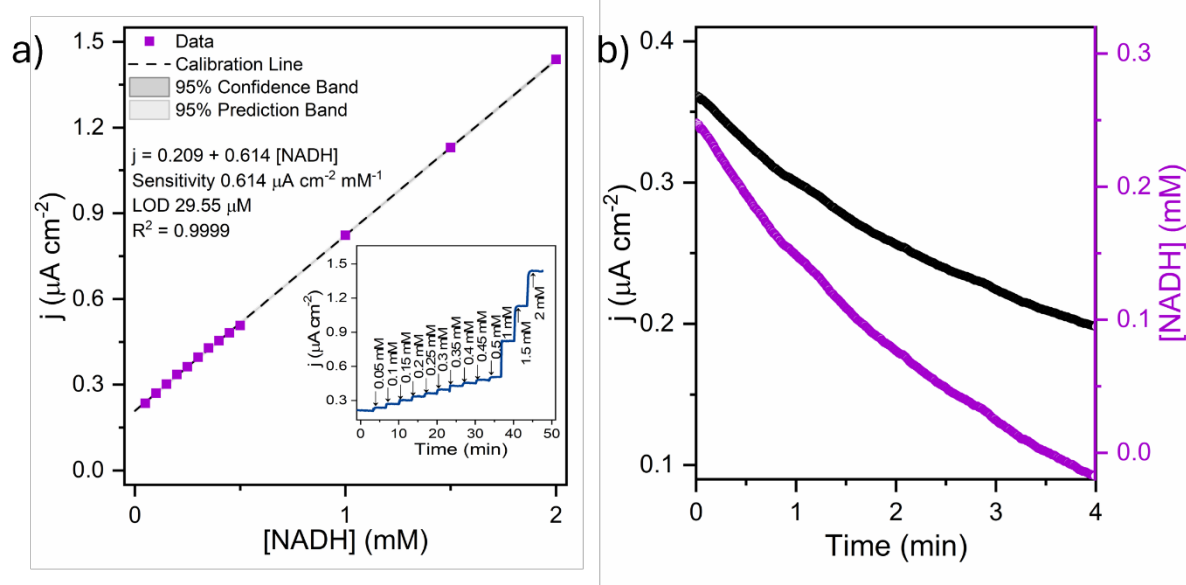 a)
Data
Calibration Line
95% Confidence Band
95% Prediction Band
j = 0.209 + 0.614 [NADH]
Sensitivity 0.614 μA cm⁻² mM⁻¹
LOD 29.55 μM
R² = 0.9999
j (μA cm⁻²)
1.5
1.2
0.9
0.6
0.3
0.0
0
1
2
[NADH] (mM)
j (μA cm⁻²)
1.5
1.2
0.9
0.6
0.3
0.05 mM
0.1 mM
0.15 mM
0.2 mM
0.25 mM
0.3 mM
0.35 mM
0.4 mM
0.45 mM
0.5 mM
1 mM
1.5 mM
2 mM
0
10
20
30
40
50
Time (min)
b)
j (μA cm⁻²)
0.4
0.3
0.2
0.1
0
1
2
3
4
Time (min)
0.3
0.2
0.1
0.0
[NADH] (mM)